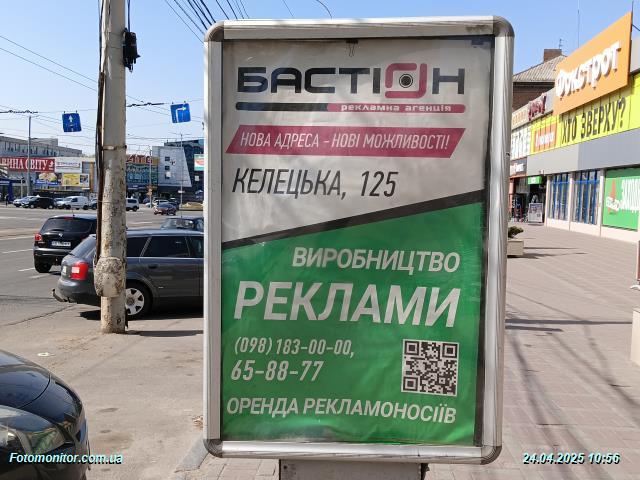 БАСТІОН
рекламна агенція
НОВА АДРЕСА - НОВІ МОЖЛИВОСТІ!
КЕЛЕЦЬКА, 125
ВИРОБНИЦТВО
РЕКЛАМИ
(098) 183-00-00,
65-88-77
ОРЕНДА РЕКЛАМОНОСІЇВ
Фокстрот
ХТО ЗВЕРХУ?
Fotomonitor.com.ua
24.04.2025 10:56